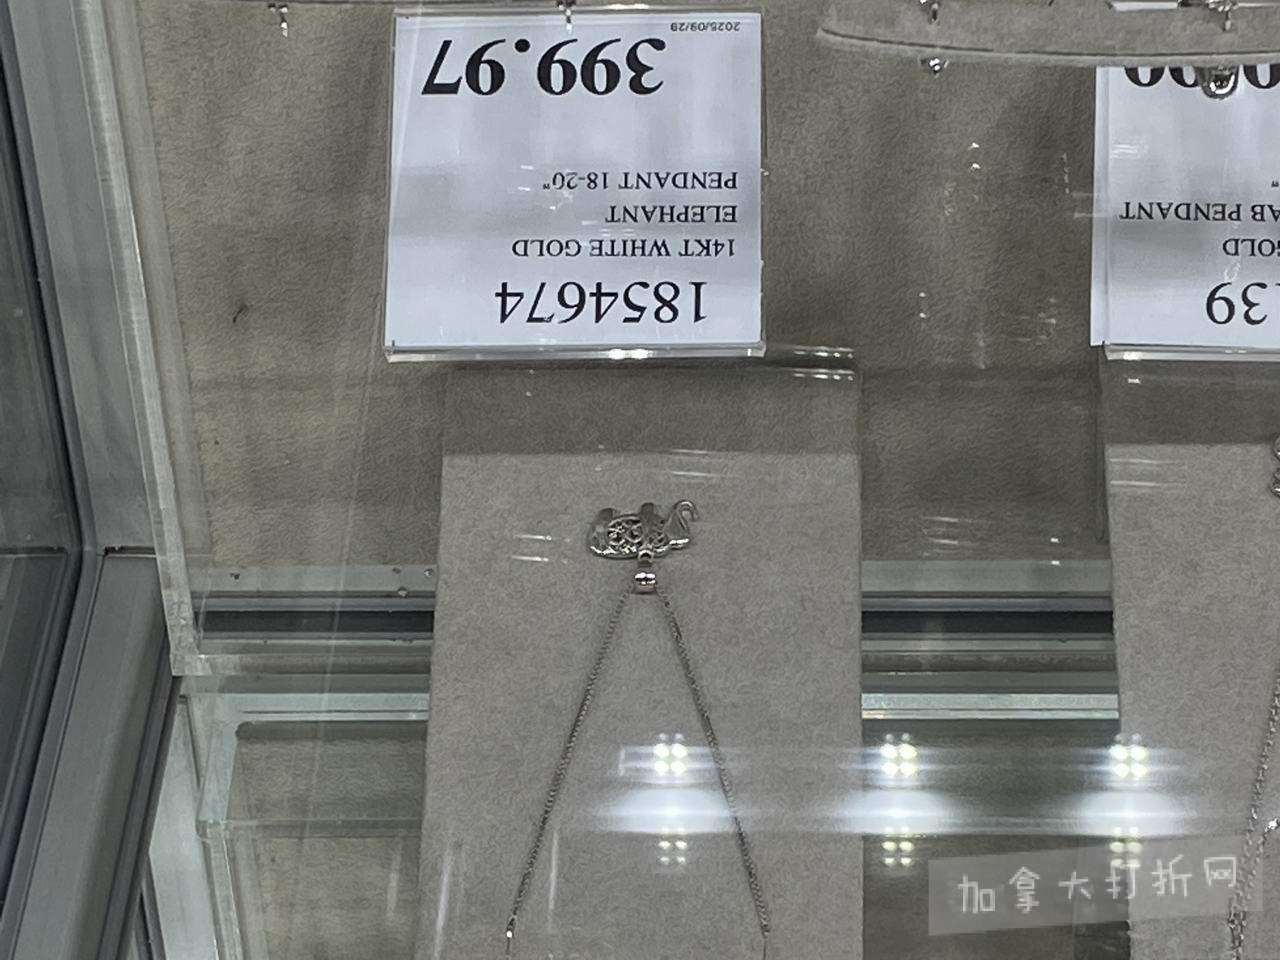 1854674
14KT WHITE GOLD
ELEPHANT
PENDANT 18-20"
399.97
2025/09/29
.39
GOLD
AB PENDANT
"
加拿大打折网